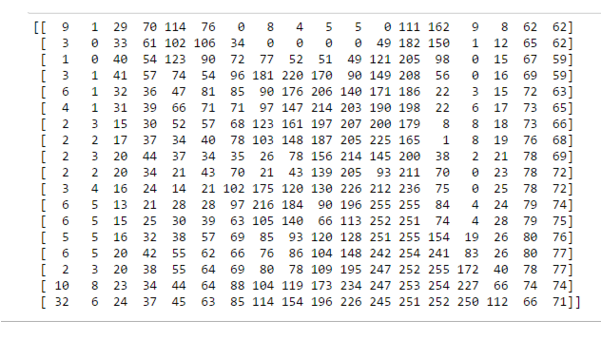 [[ 9 1 29 70 114 76 0 8 4 5 5 0 111 162 9 8 62 62]
[ 3 0 33 61 102 106 34 0 0 0 0 49 182 150 1 12 65 62]
[ 1 0 40 54 123 90 72 77 52 51 49 121 205 98 0 15 67 59]
[ 3 1 41 57 74 54 96 181 220 170 90 149 208 56 0 16 69 59]
[ 6 1 32 36 47 81 85 90 176 206 140 171 186 22 3 15 72 63]
[ 4 1 31 39 66 71 71 97 147 214 203 190 198 22 6 17 73 65]
[ 2 3 15 30 52 57 68 123 161 197 207 200 179 8 8 18 73 66]
[ 2 2 17 37 34 40 78 103 148 187 205 225 165 1 8 19 76 68]
[ 2 3 20 44 37 34 35 26 78 156 214 145 200 38 2 21 78 69]
[ 2 2 20 34 21 43 70 21 43 139 205 93 211 70 0 23 78 72]
[ 3 4 16 24 14 21 102 175 120 130 226 212 236 75 0 25 78 72]
[ 6 5 13 21 28 28 97 216 184 90 196 255 255 84 4 24 79 74]
[ 6 5 15 25 30 39 63 105 140 66 113 252 251 74 4 28 79 75]
[ 5 5 16 32 38 57 69 85 93 120 128 251 255 154 19 26 80 76]
[ 6 5 20 42 55 62 66 76 86 104 148 242 254 241 83 26 80 77]
[ 2 3 20 38 55 64 69 80 78 109 195 247 252 255 172 40 78 77]
[ 10 8 23 34 44 64 88 104 119 173 234 247 253 254 227 66 74 74]
[ 32 6 24 37 45 63 85 114 154 196 226 245 251 252 250 112 66 71]]